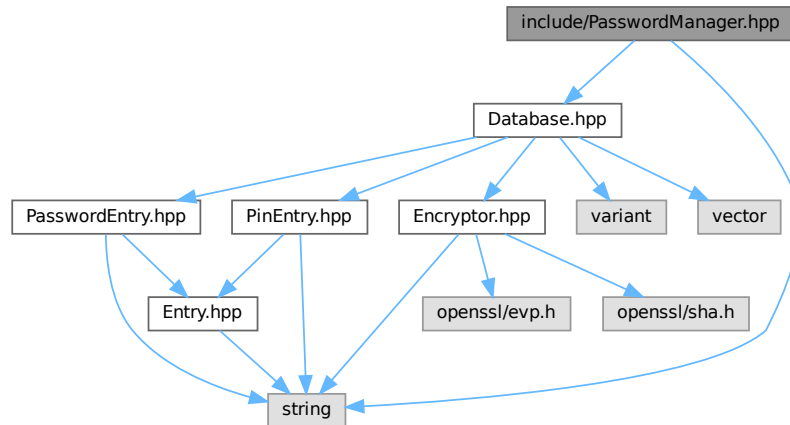 include/PasswordManager.hpp
Database.hpp
PasswordEntry.hpp
PinEntry.hpp
Encryptor.hpp
variant
vector
Entry.hpp
openssl/evp.h
openssl/sha.h
string